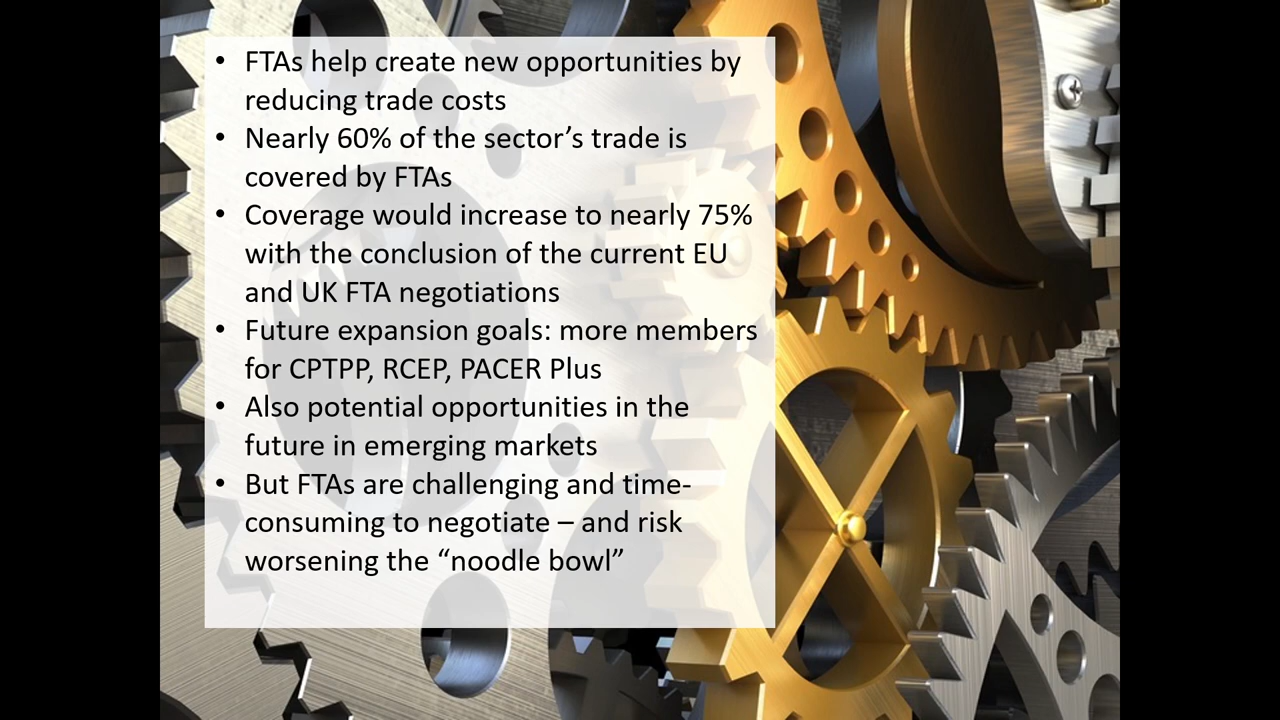 • FTAs help create new opportunities by
reducing trade costs
• Nearly 60% of the sector’s trade is
covered by FTAs
• Coverage would increase to nearly 75%
with the conclusion of the current EU
and UK FTA negotiations
• Future expansion goals: more members
for CPTPP, RCEP, PACER Plus
• Also potential opportunities in the
future in emerging markets
• But FTAs are challenging and time-
consuming to negotiate – and risk
worsening the “noodle bowl”